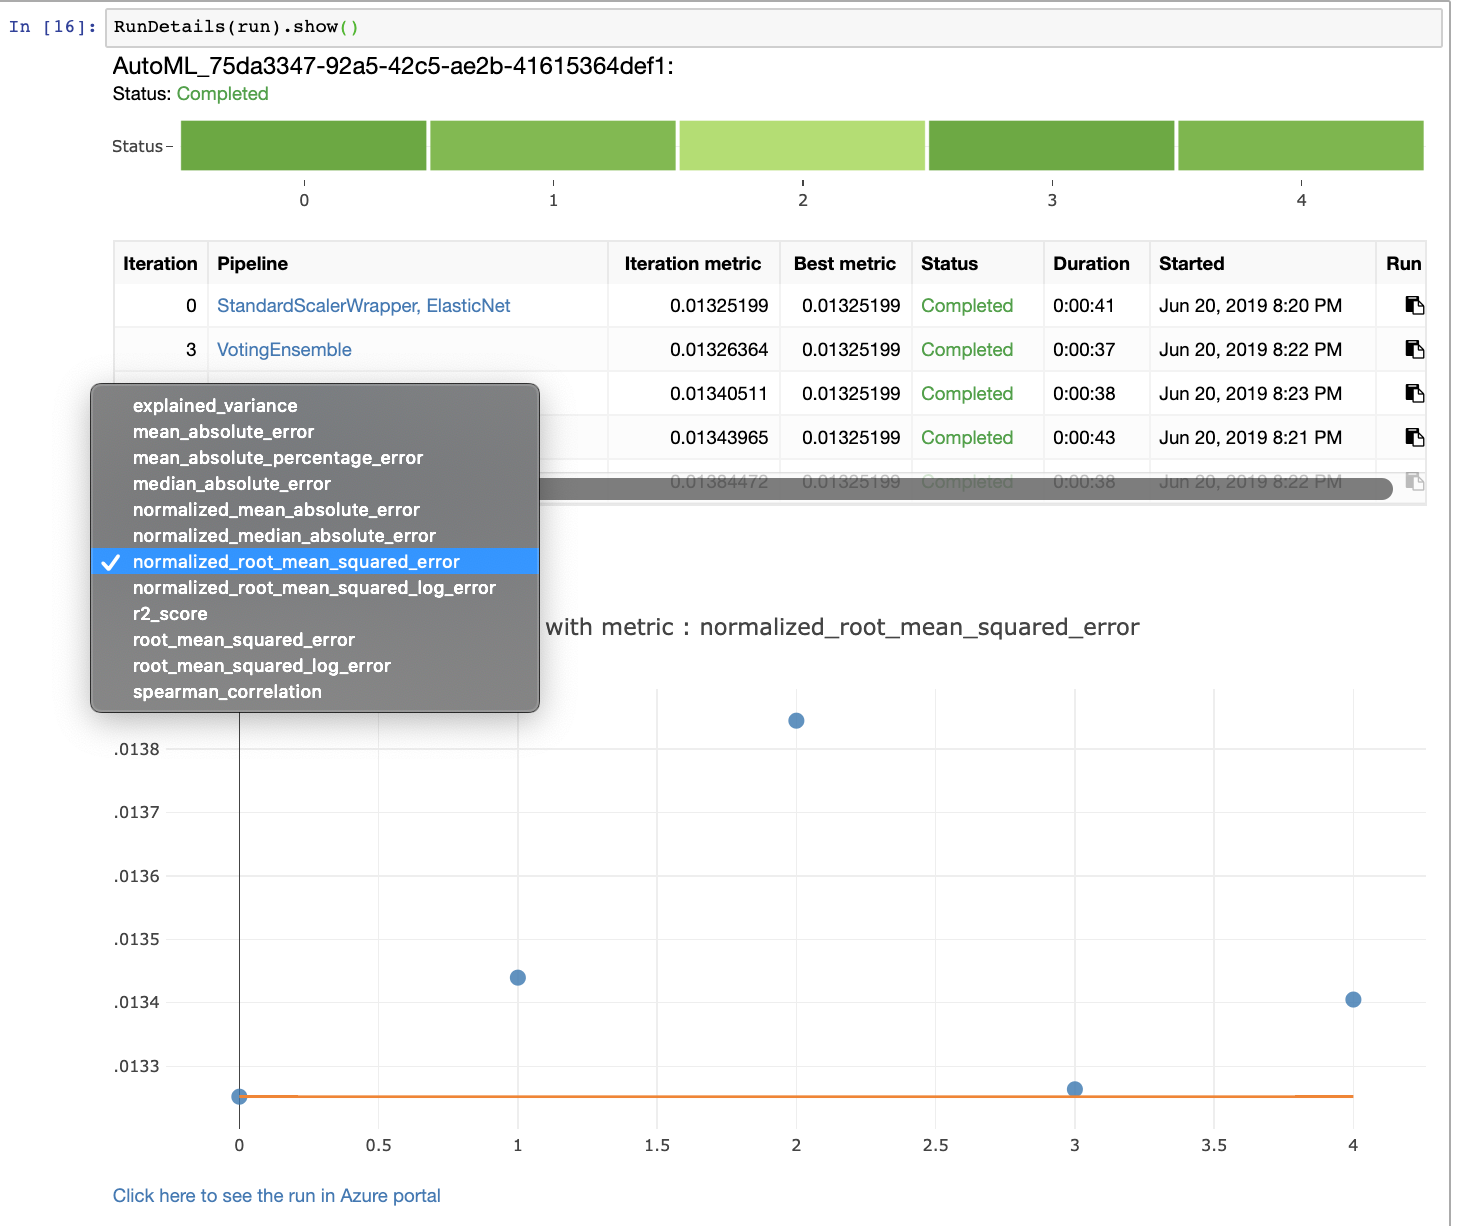 In [16]: RunDetails(run).show()
AutoML_75da3347-92a5-42c5-ae2b-41615364def1:
Status: Completed
Status
0 1 2 3 4
Iteration Pipeline Iteration metric Best metric Status Duration Started Run
0 StandardScalerWrapper, ElasticNet 0.01325199 0.01325199 Completed 0:00:41 Jun 20, 2019 8:20 PM
3 VotingEnsemble 0.01326364 0.01325199 Completed 0:00:37 Jun 20, 2019 8:22 PM
0.01340511 0.01325199 Completed 0:00:38 Jun 20, 2019 8:23 PM
0.01343965 0.01325199 Completed 0:00:43 Jun 20, 2019 8:21 PM
0.01384472 0.01325199 Completed 0:00:38 Jun 20, 2019 8:22 PM
explained_variance
mean_absolute_error
mean_absolute_percentage_error
median_absolute_error
normalized_mean_absolute_error
normalized_median_absolute_error
normalized_root_mean_squared_error
normalized_root_mean_squared_log_error
r2_score
root_mean_squared_error
root_mean_squared_log_error
spearman_correlation
with metric : normalized_root_mean_squared_error
.0138
.0137
.0136
.0135
.0134
.0133
0 0.5 1 1.5 2 2.5 3 3.5 4
Click here to see the run in Azure portal